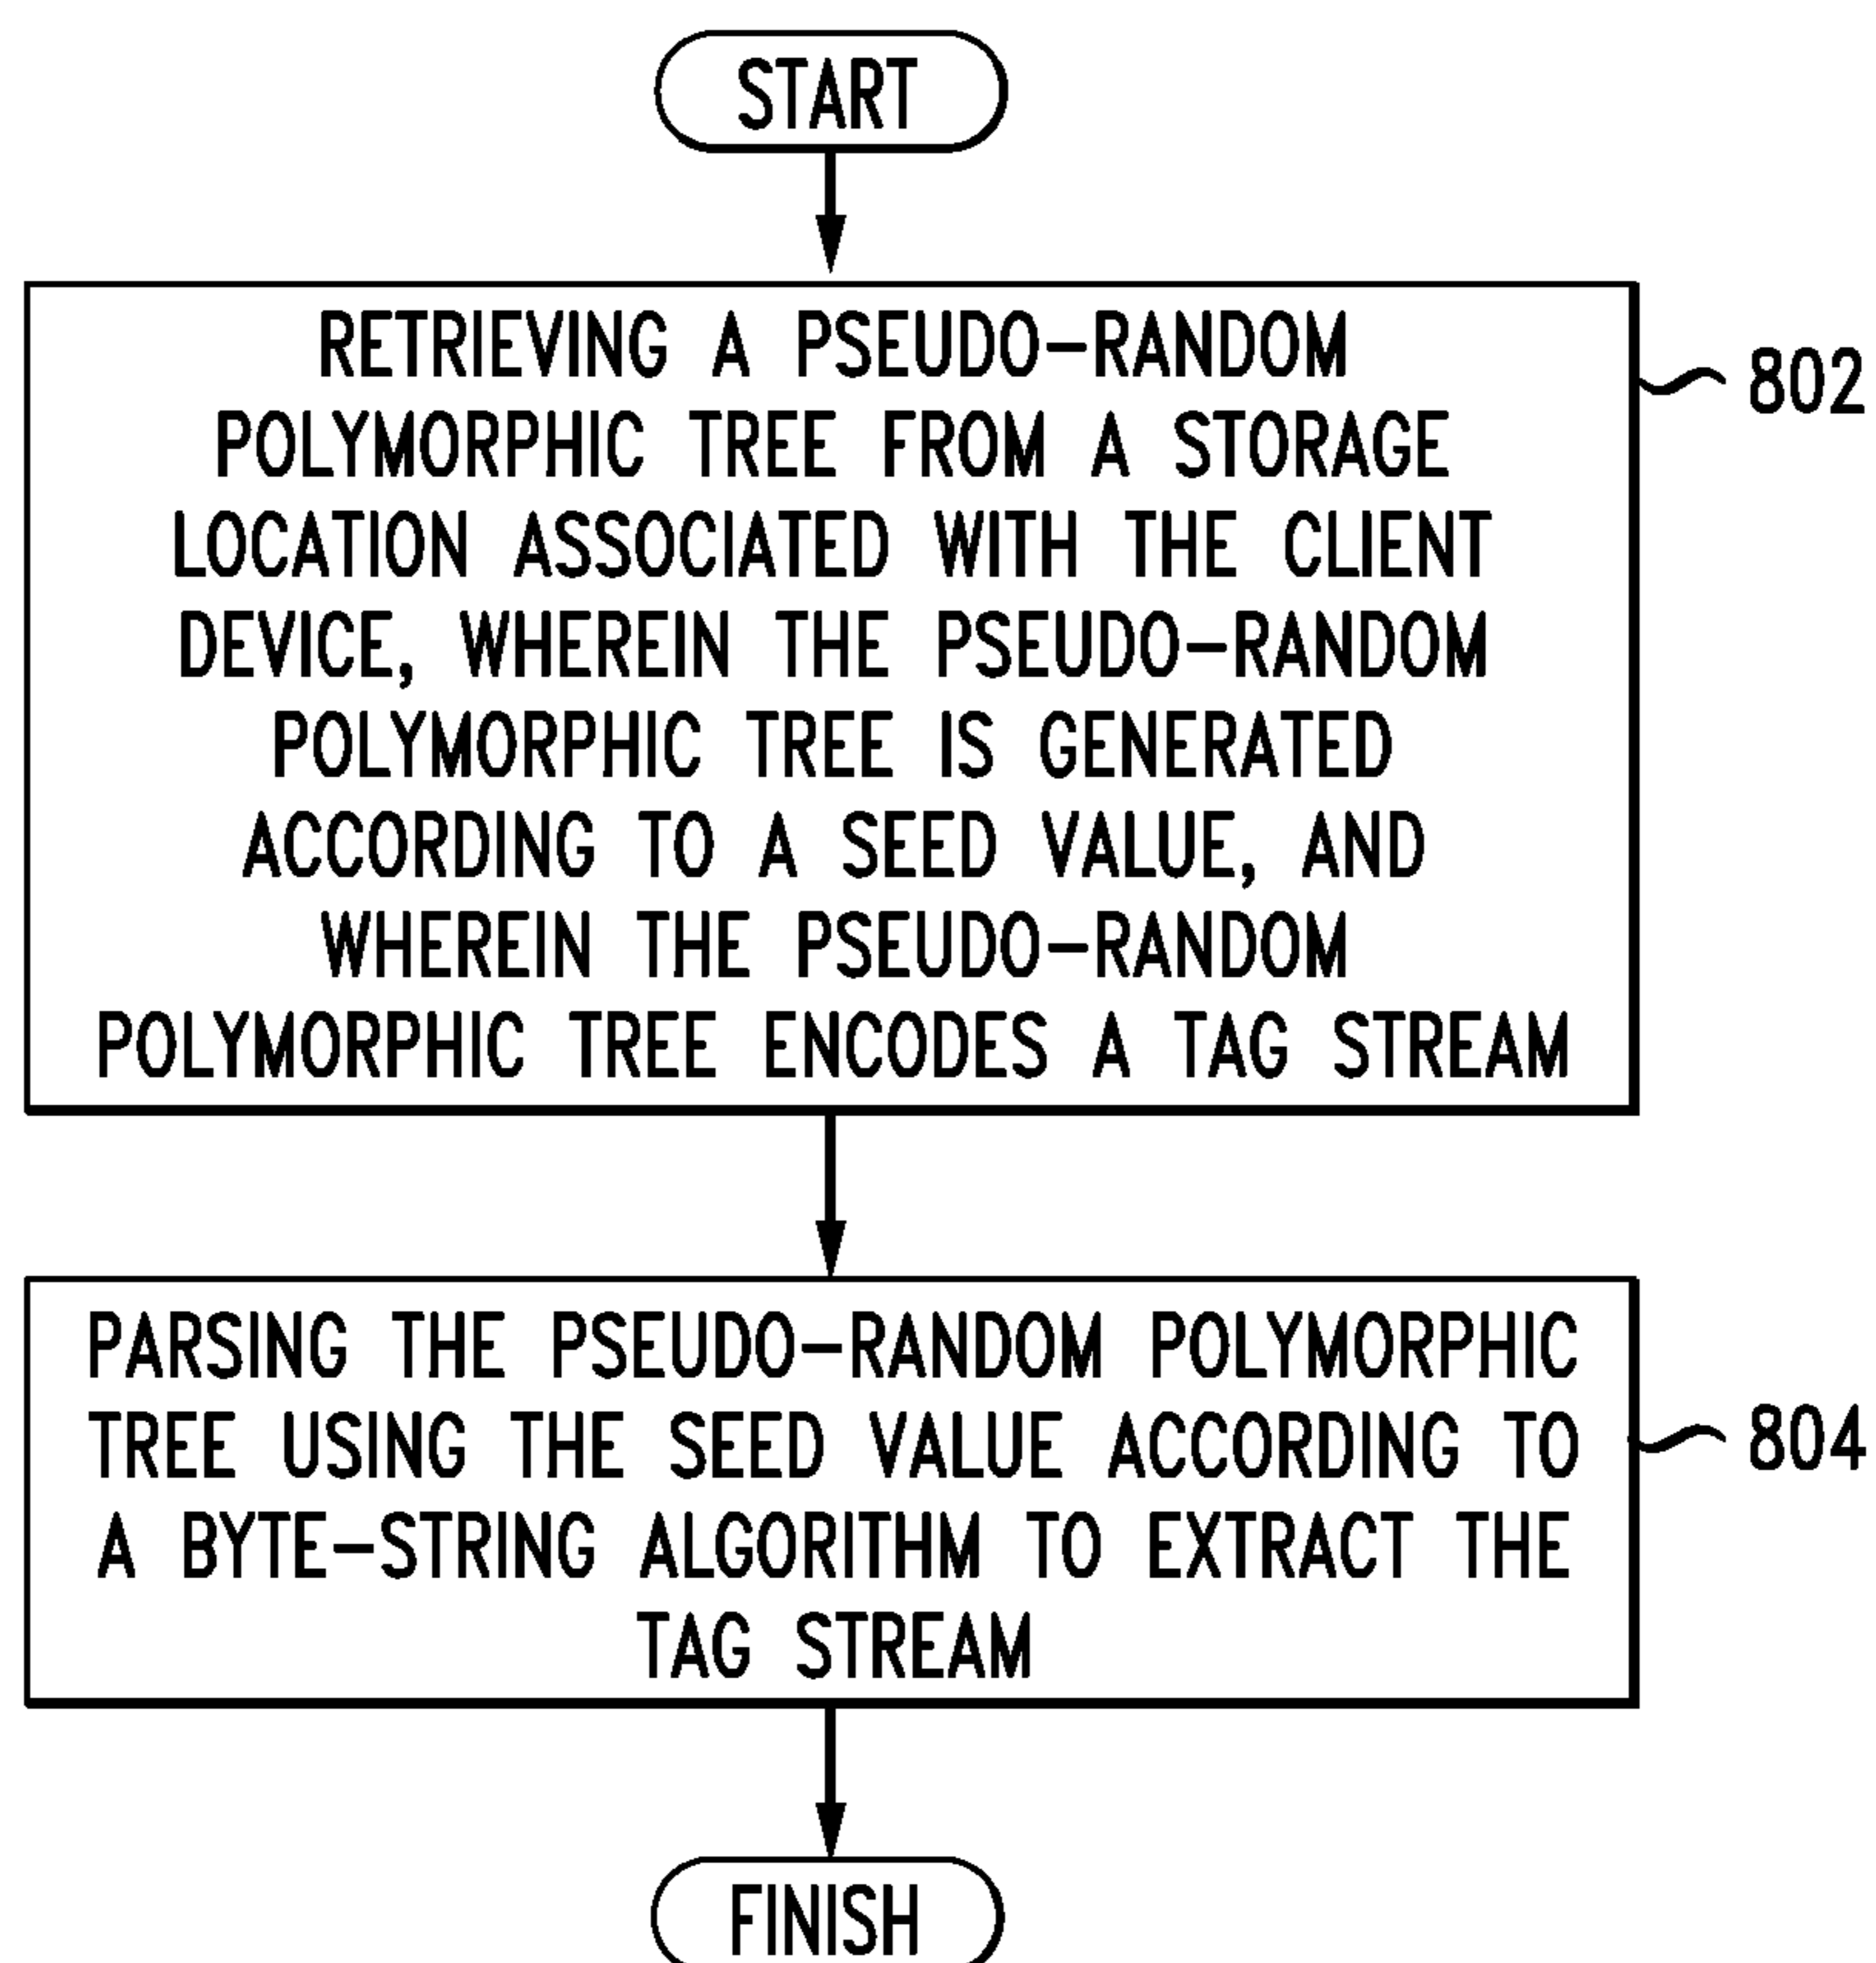 START
RETRIEVING A PSEUDO-RANDOM
POLYMORPHIC TREE FROM A STORAGE
LOCATION ASSOCIATED WITH THE CLIENT
DEVICE, WHEREIN THE PSEUDO-RANDOM
POLYMORPHIC TREE IS GENERATED
ACCORDING TO A SEED VALUE, AND
WHEREIN THE PSEUDO-RANDOM
POLYMORPHIC TREE ENCODES A TAG STREAM
802
PARSING THE PSEUDO-RANDOM POLYMORPHIC
TREE USING THE SEED VALUE ACCORDING TO
A BYTE-STRING ALGORITHM TO EXTRACT THE
TAG STREAM
804
FINISH